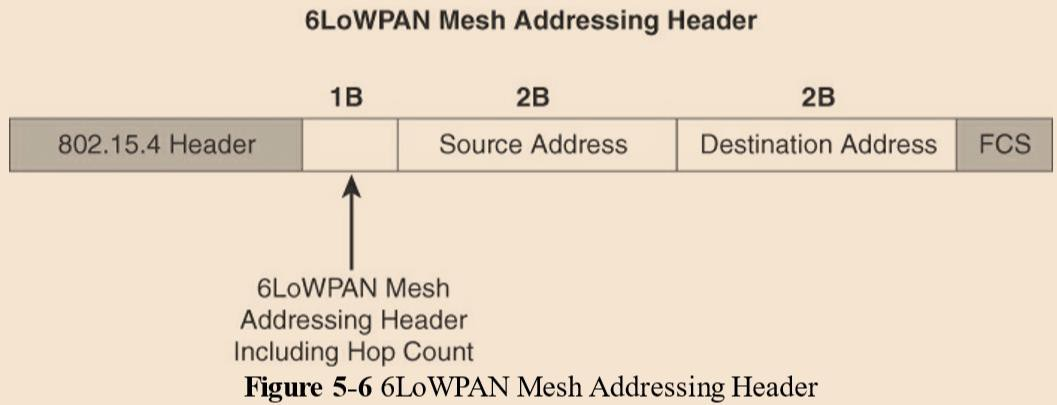 6LoWPAN Mesh Addressing Header
1B 2B 2B
802.15.4 Header Source Address Destination Address FCS
6LoWPAN Mesh
Addressing Header
Including Hop Count
Figure 5-6 6LoWPAN Mesh Addressing Header